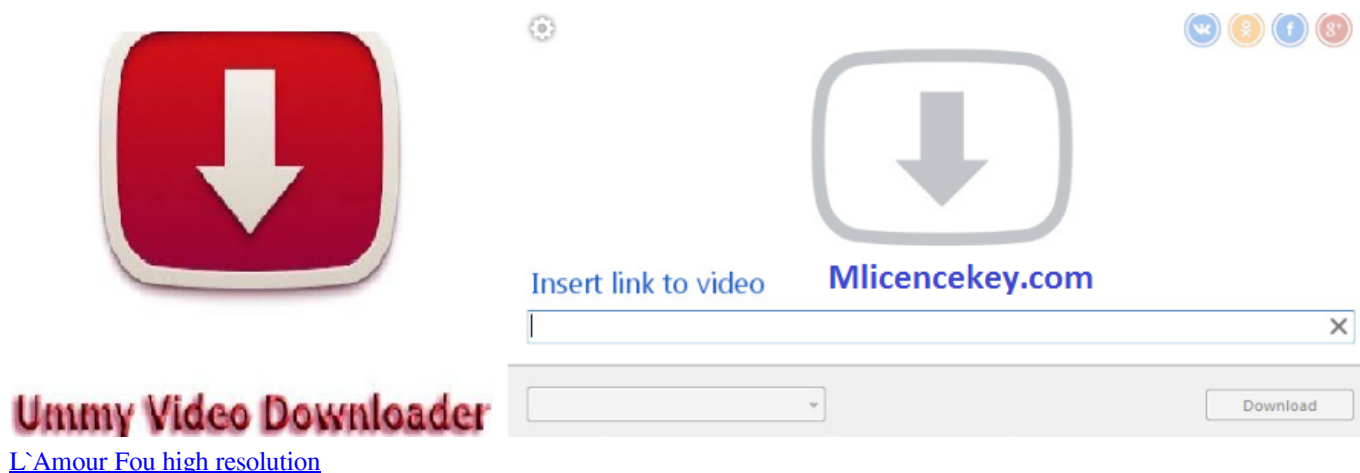 Insert link to video
Mlicencekey.com
Download
Ummy Video Downloader
L`Amour Fou high resolution